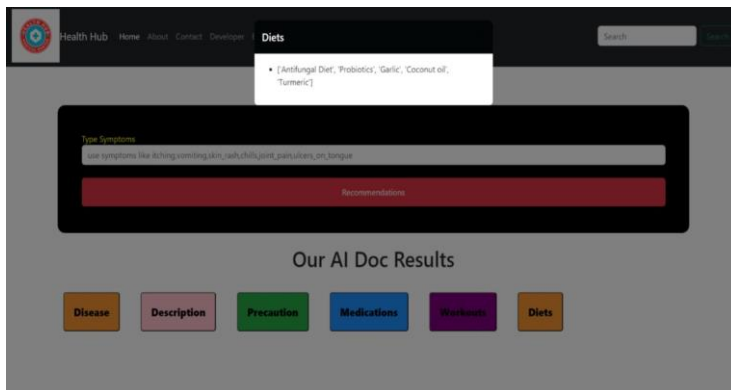 Health Hub Home About Contact Developer
Diets
Search
Search
['Antifungal Diet', 'Probiotics', 'Garlic', 'Coconut oil',
'Turmeric']
Type Symptoms
use symptoms like itching,vomiting,skin_rash,chills,joint_pain,ulcers_on_tongue
Recommendations
Our AI Doc Results
Disease
Description
Precaution
Medications
Workouts
Diets